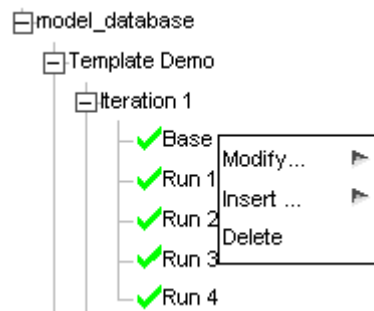 model_database
Template Demo
Iteration 1
Base
Modify...
Run 1
Insert ...
Run 2
Delete
Run 3
Run 4